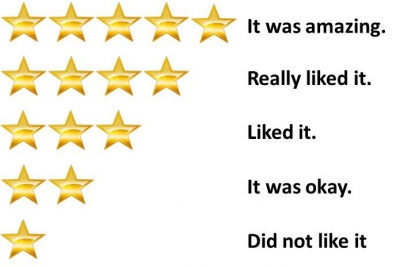 It was amazing.
Really liked it.
Liked it.
It was okay.
Did not like it